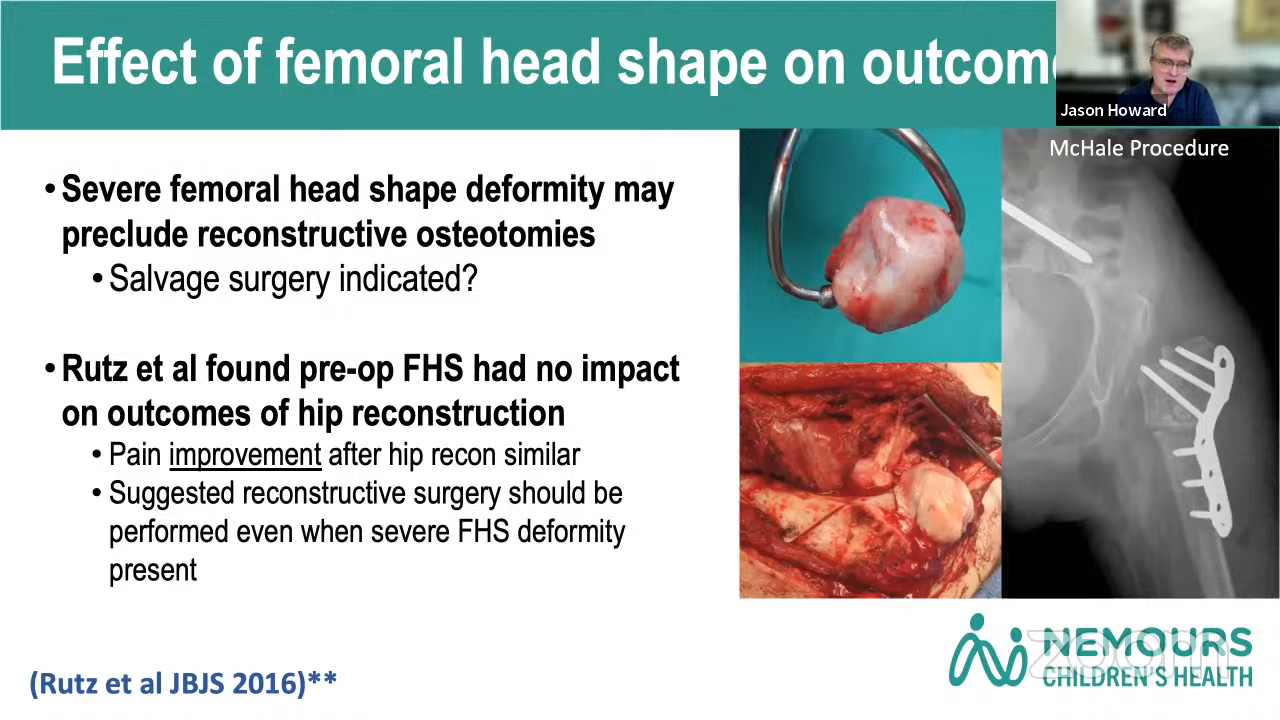 Effect of femoral head shape on outcom
Jason Howard
McHale Procedure
• Severe femoral head shape deformity may
preclude reconstructive osteotomies
• Salvage surgery indicated?
• Rutz et al found pre-op FHS had no impact
on outcomes of hip reconstruction
• Pain improvement after hip recon similar
• Suggested reconstructive surgery should be
performed even when severe FHS deformity
present
(Rutz et al JBJS 2016)**
NEMOURS
CHILDREN'S HEALTH
zoom